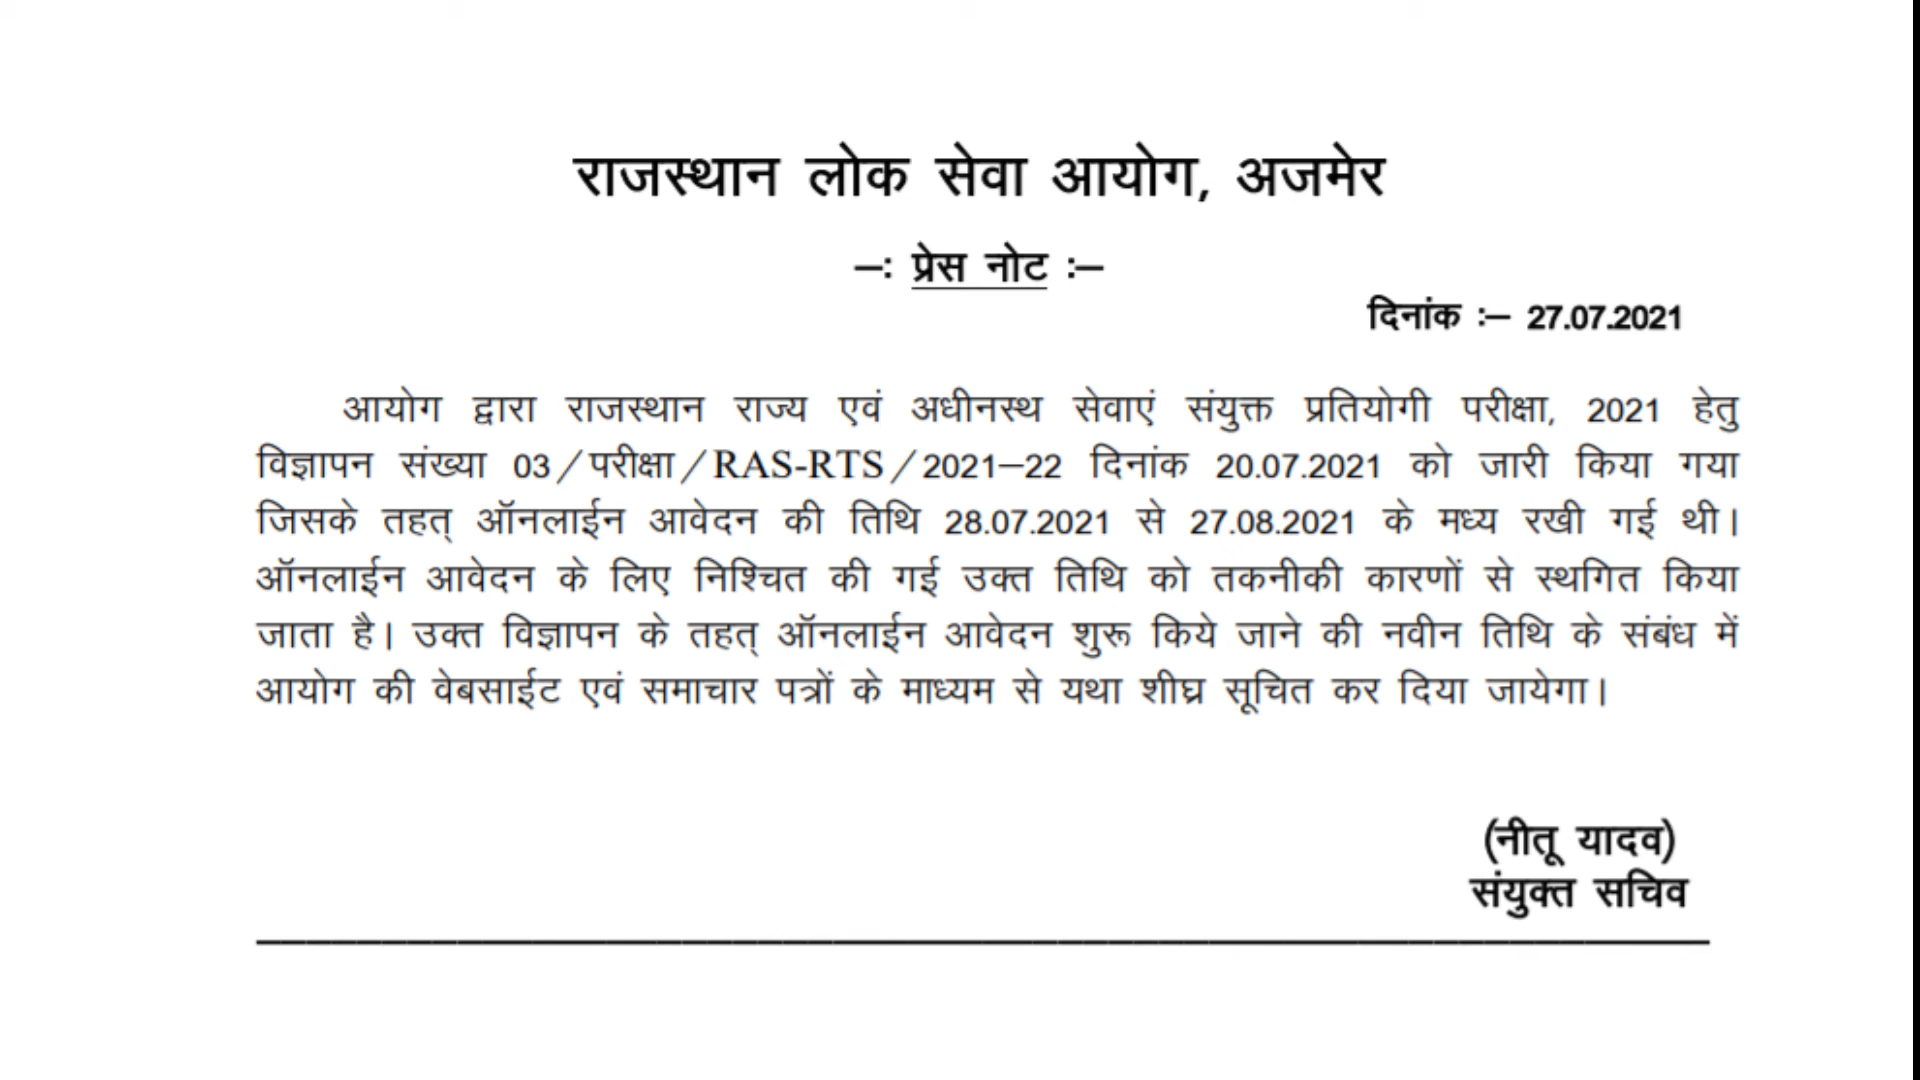 राजस्थान लोक सेवा आयोग, अजमेर
—: प्रेस नोट :—
दिनांक :— 27.07.2021
आयोग द्वारा राजस्थान राज्य एवं अधीनस्थ सेवाएं संयुक्त प्रतियोगी परीक्षा, 2021 हेतु
विज्ञापन संख्या 03/परीक्षा/RAS-RTS/2021—22 दिनांक 20.07.2021 को जारी किया गया
जिसके तहत् ऑनलाईन आवेदन की तिथि 28.07.2021 से 27.08.2021 के मध्य रखी गई थी।
ऑनलाईन आवेदन के लिए निश्चित की गई उक्त तिथि को तकनीकी कारणों से स्थगित किया
जाता है। उक्त विज्ञापन के तहत् ऑनलाईन आवेदन शुरू किये जाने की नवीन तिथि के संबंध में
आयोग की वेबसाईट एवं समाचार पत्रों के माध्यम से यथा शीघ्र सूचित कर दिया जायेगा।
(नीतू यादव)
संयुक्त सचिव